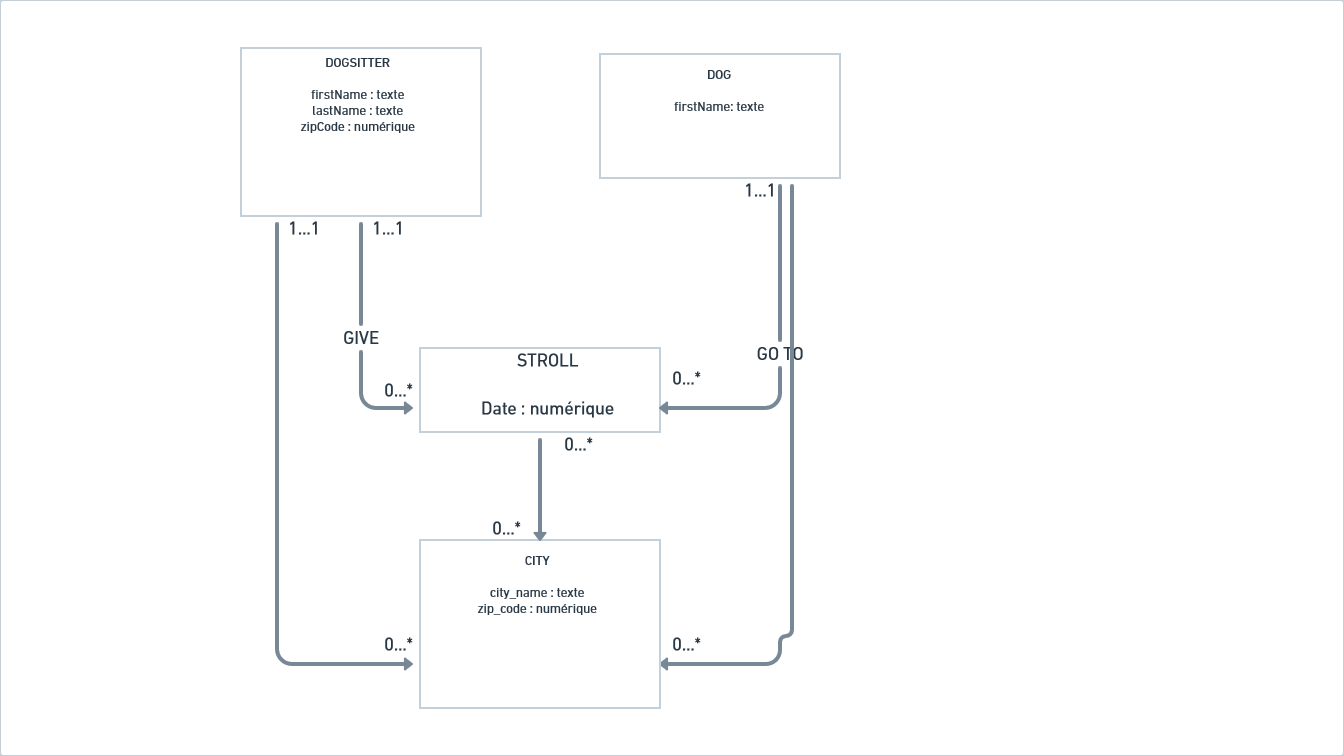 DOGSITTER
firstName : texte
lastName : texte
zipCode : numérique
DOG
firstName: texte
1...1
1...1
1...1
GIVE
GO TO
STROLL
Date : numérique
0...*
0...*
0...*
0...*
CITY
city_name : texte
zip_code : numérique
0...*
0...*